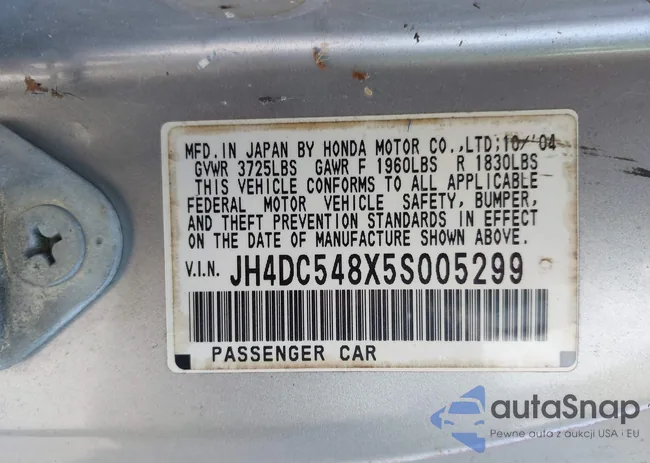 MFD. IN JAPAN BY HONDA MOTOR CO.,LTD; 10/'04
GVWR 3725LBS GAWR F 1960LBS R 1830LBS
THIS VEHICLE CONFORMS TO ALL APPLICABLE
FEDERAL MOTOR VEHICLE SAFETY, BUMPER,
AND THEFT PREVENTION STANDARDS IN EFFECT
ON THE DATE OF MANUFACTURE SHOWN ABOVE.
V.I.N. JH4DC548X5S005299
PASSENGER CAR
autaSnap
Pewne auta z aukcji USA i EU